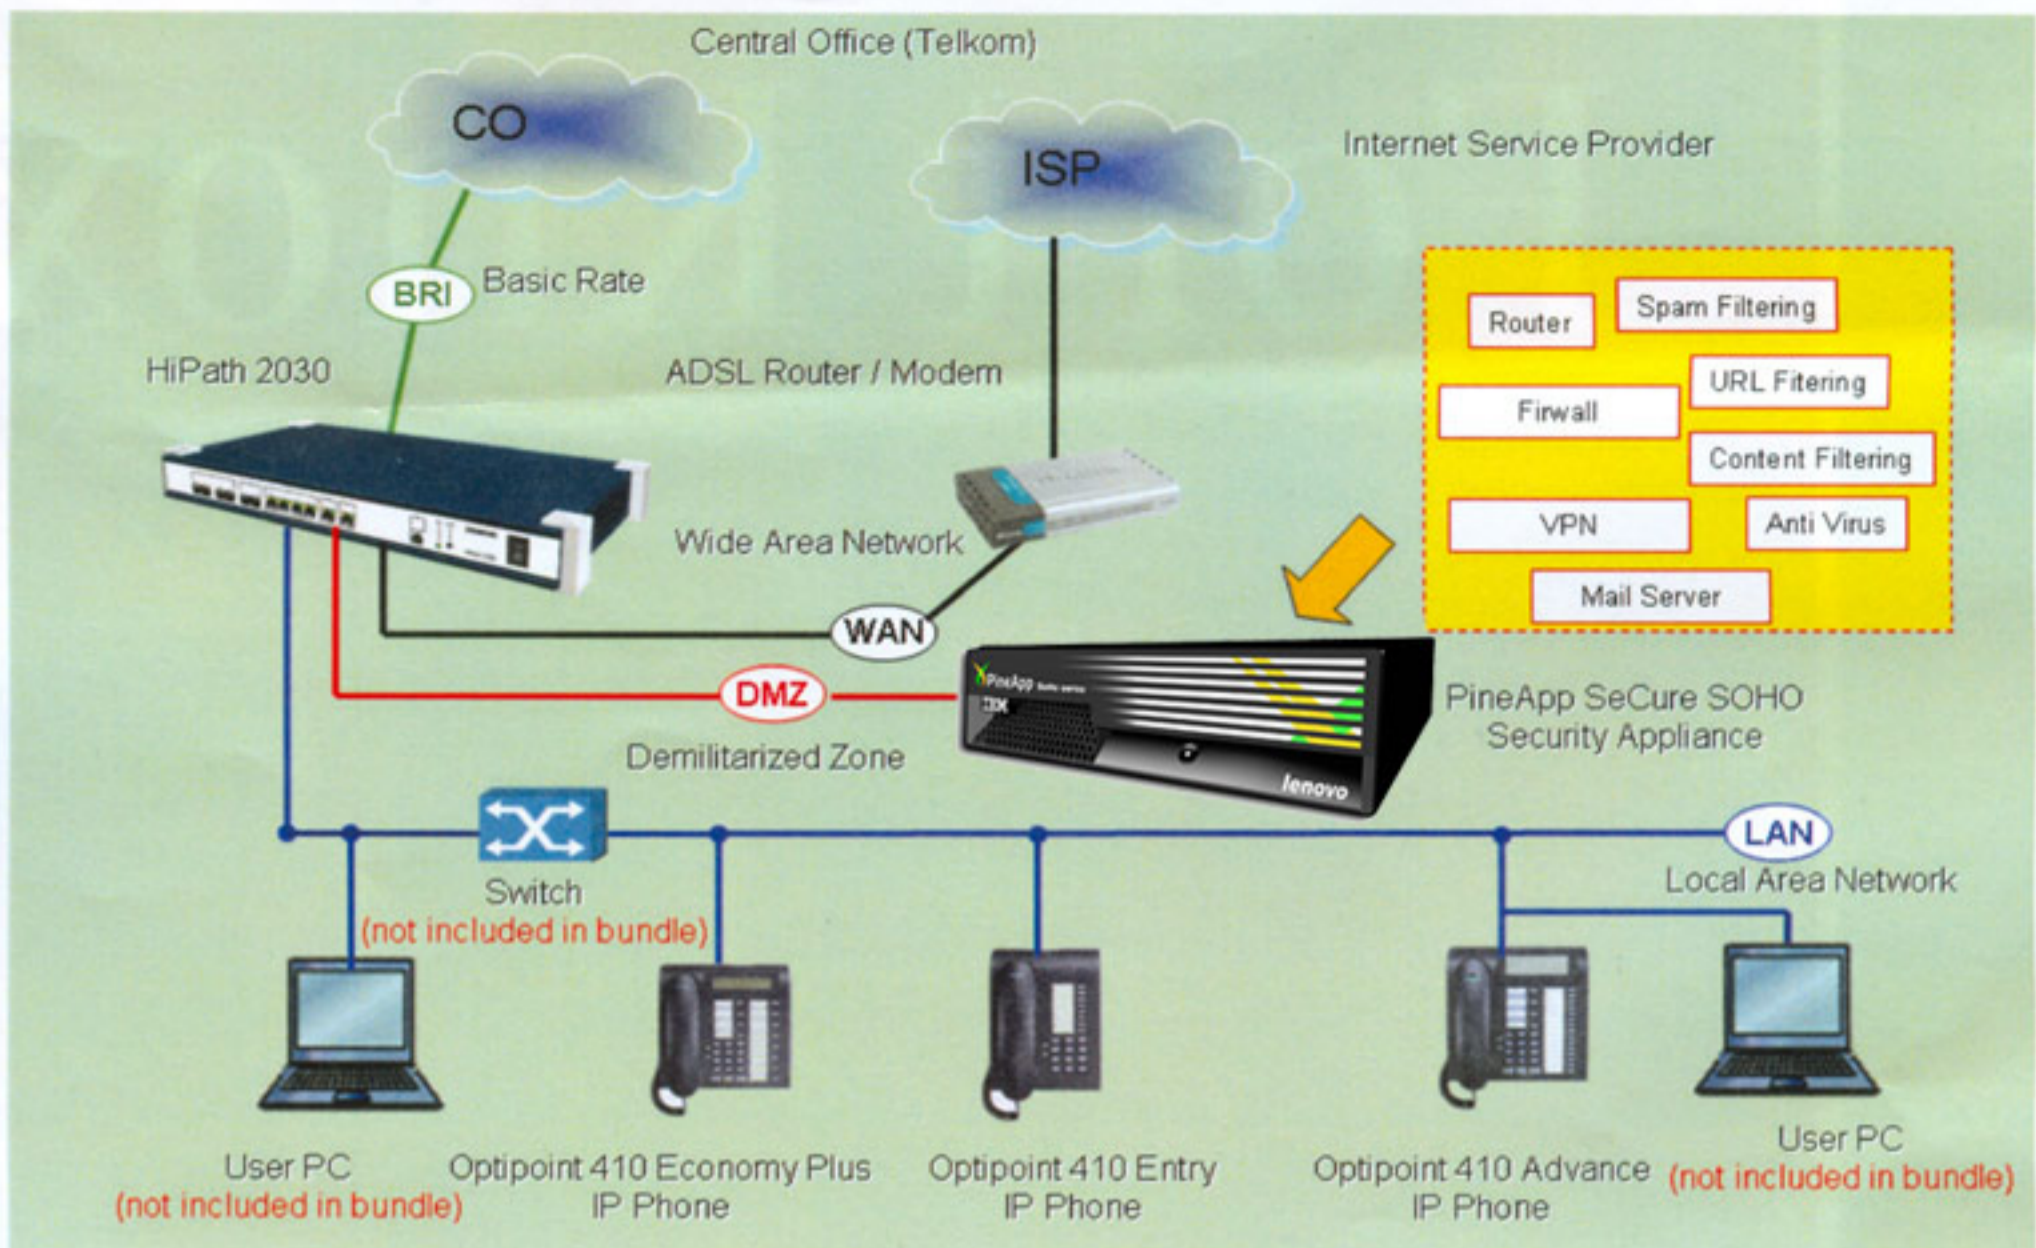 Central Office (Telkom)
CO
ISP
Internet Service Provider
BRI
Basic Rate
HiPath 2030
ADSL Router / Modem
Router
Spam Filtering
URL Fitering
Firwall
Content Filtering
VPN
Anti Virus
Mail Server
Wide Area Network
WAN
DMZ
Demilitarized Zone
PineApp
IBM
lenovo
PineApp SeCure SOHO
Security Appliance
Switch
(not included in bundle)
LAN
Local Area Network
User PC
(not included in bundle)
Optipoint 410 Economy Plus
IP Phone
Optipoint 410 Entry
IP Phone
Optipoint 410 Advance
IP Phone
User PC
(not included in bundle)